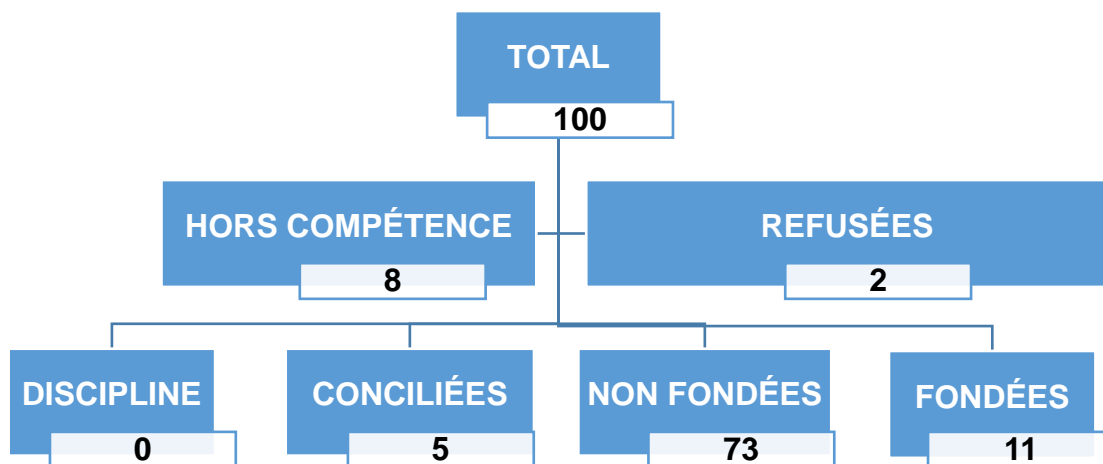 TOTAL
100
HORS COMPÉTENCE
8
REFUSÉES
2
DISCIPLINE
0
CONCILIÉES
5
NON FONDÉES
73
FONDÉES
11